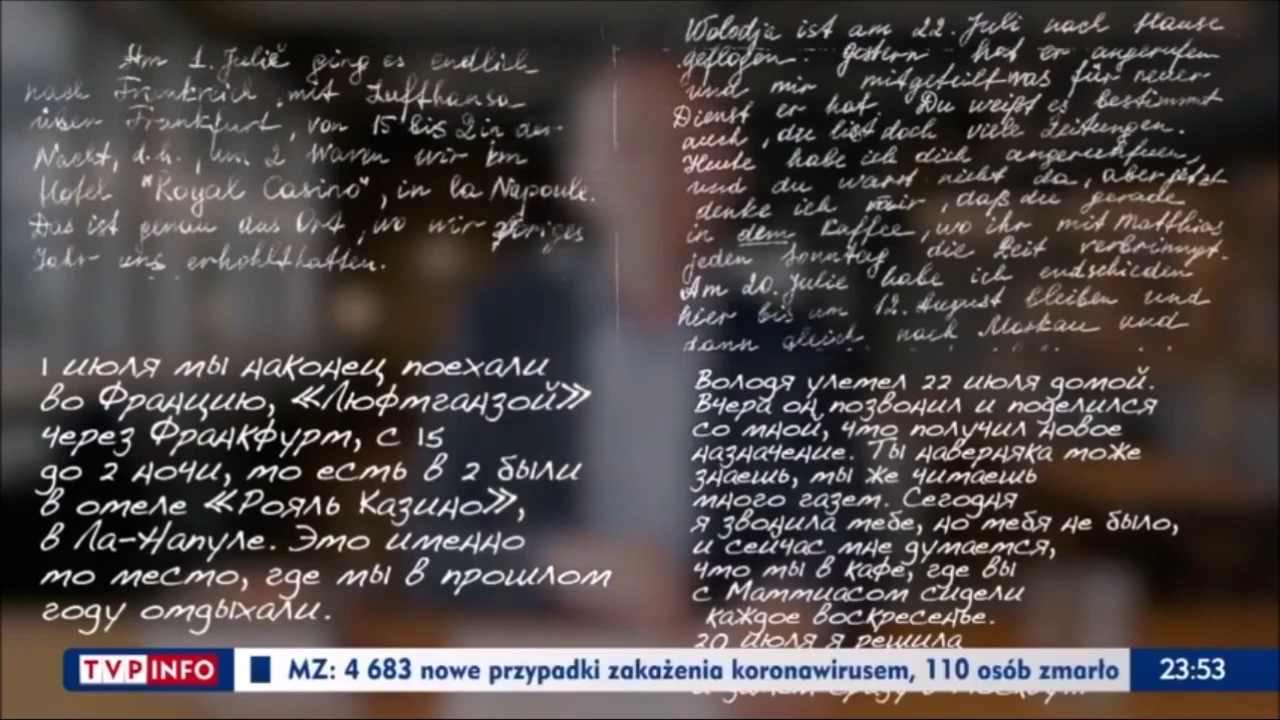 Am 1. Julie ging es endlich
nach Frankreich, mit Lufthansa
über Frankfurt, von 15 bis 2 in der
Nacht, d.h., um 2 Waren wir im
Hotel "Royal Casino", in la Napoule.
Das ist genau das Ort, wo wir
Jahr uns erhohlt hatten.
1 июля мы наконец поехали
во Францию, «Люфтганзой»
через Франкфурт, с 15
до 2 ночи, то есть в 2 были
в отеле «Рояль Казино»,
в Ла-Напуле. Это именно
то место, где мы в прошлом
году отдыхали.
Wolodja ist am 22. Juli nach Hause
geflogen. Gestern hat er angerufen
und mir mitgeteilt was für neuer
Dienst er hat. Du weißt es bestimmt
auch, du list doch viele Zeitungen.
Heute habe ich dich angerufen,
und du warst nicht da, aber jetzt
denke ich mir, daß du gerade
in dem Kaffee, wo ihr mit Matthias
jeden Sonntag die Zeit verbringt.
Am 20. Julie habe ich endschieden
hier bis um 12. August bleiben und
dann gleich nach Moskau und
Володя улетел 22 июля домой.
Вчера он позвонил и поделился
со мной, что получил новое
назначение. Ты наверняка тоже
знаешь, ты же читаешь
много газет. Сегодня
я звонила тебе, но тебя не было,
и сейчас мне думается,
что ты в кафе, где вы
с Маттиасом сидели
каждое воскресенье.
20 июля я решила
TVP INFO MZ: 4 683 nowe przypadki zakażenia koronawirusem, 110 osób zmarło 23:53